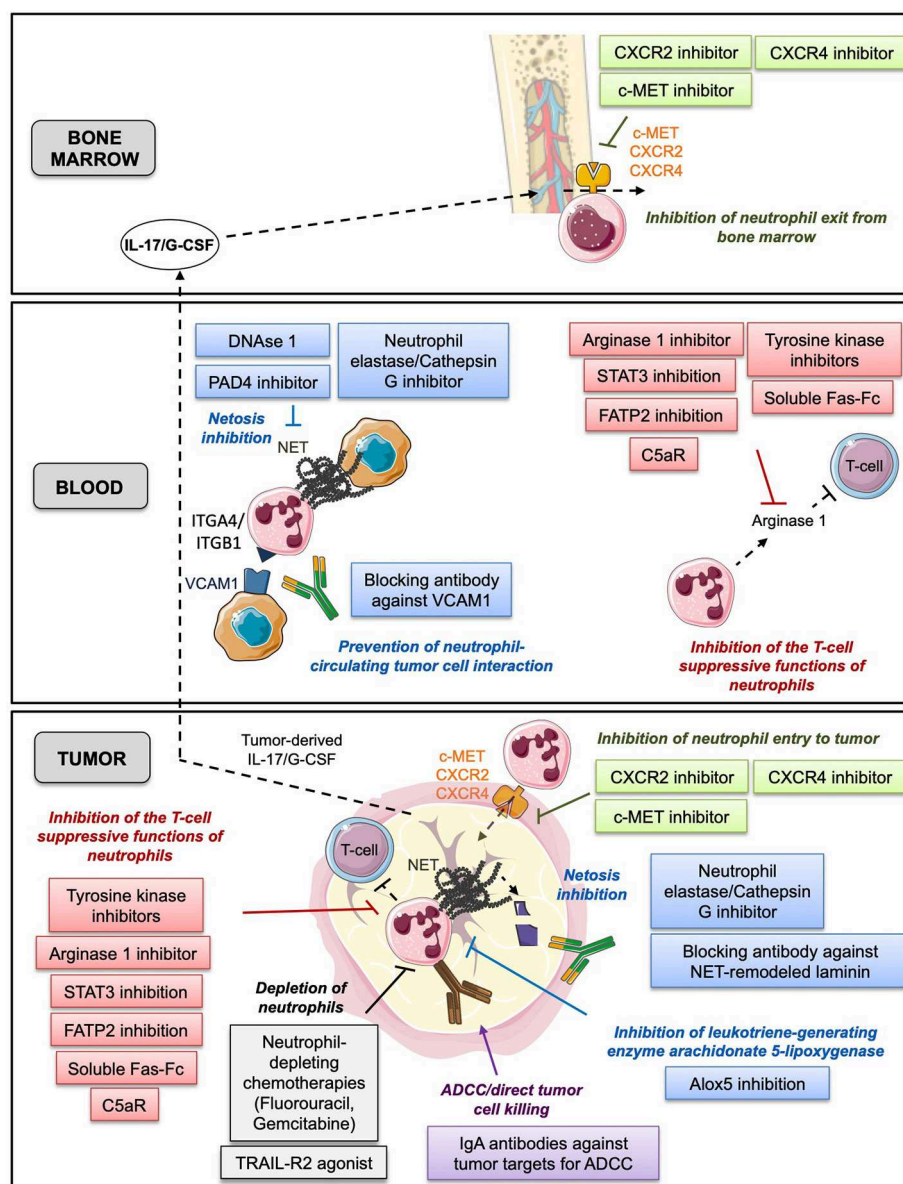 CXCR2 inhibitor
CXCR4 inhibitor
c-MET inhibitor
BONE
MARROW
c-MET
CXCR2
CXCR4
Inhibition of neutrophil exit from
bone marrow
IL-17/G-CSF
DNAse 1
PAD4 inhibitor
Neutrophil
elastase/Cathepsin
G inhibitor
Netosis
inhibition
NET
BLOOD
ITGA4/
ITGB1
VCAM1
Blocking antibody
against VCAM1
Prevention of neutrophil-
circulating tumor cell interaction
Arginase 1 inhibitor
STAT3 inhibition
FATP2 inhibition
C5aR
Tyrosine kinase
inhibitors
Soluble Fas-Fc
T-cell
Arginase 1
Inhibition of the T-cell
suppressive functions of
neutrophils
TUMOR
Tumor-derived
IL-17/G-CSF
c-MET
CXCR2
CXCR4
Inhibition of neutrophil entry to tumor
CXCR2 inhibitor
CXCR4 inhibitor
c-MET inhibitor
Inhibition of the T-cell
suppressive functions of
neutrophils
Tyrosine kinase
inhibitors
Arginase 1 inhibitor
STAT3 inhibition
FATP2 inhibition
Soluble Fas-Fc
C5aR
T-cell
NET
Netosis
inhibition
Neutrophil
elastase/Cathepsin
G inhibitor
Blocking antibody against
NET-remodeled laminin
Depletion of
neutrophils
Neutrophil-
depleting
chemotherapies
(Fluorouracil,
Gemcitabine)
TRAIL-R2 agonist
ADCC/direct tumor
cell killing
IgA antibodies against
tumor targets for ADCC
Inhibition of leukotriene-generating
enzyme arachidonate 5-lipoxygenase
Alox5 inhibition